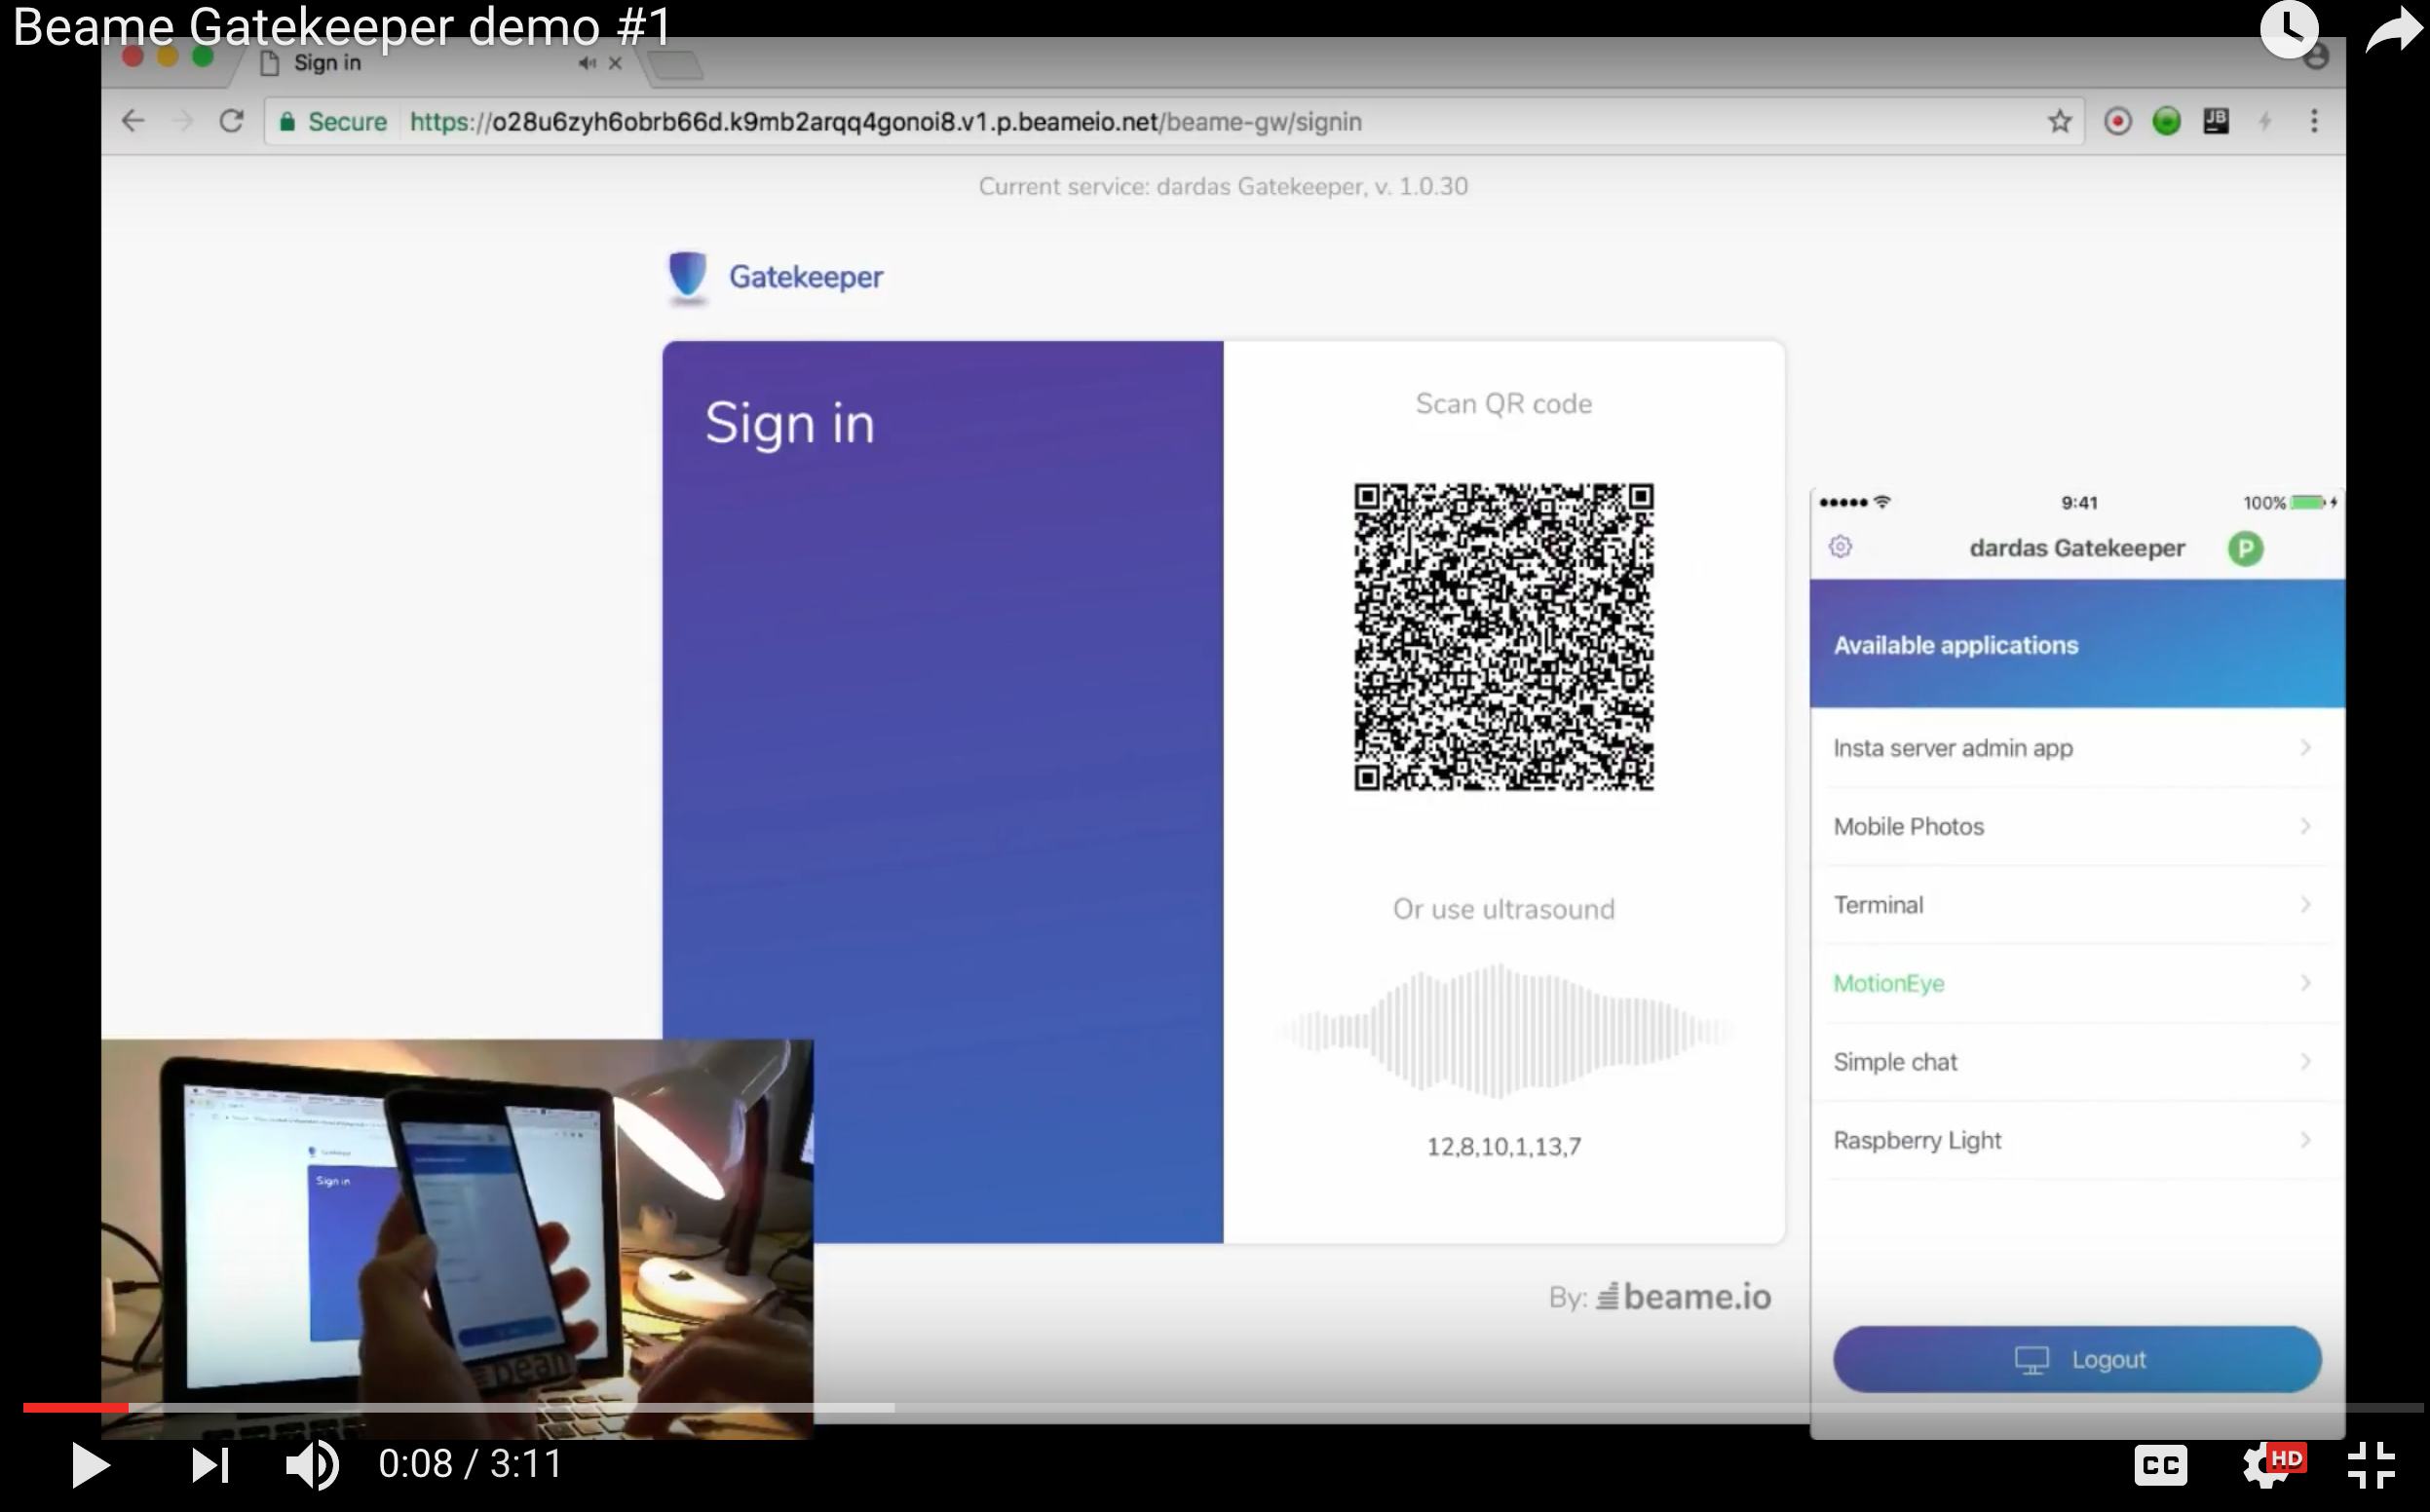 Beame Gatekeeper demo #1
Sign in
Secure https://o28u6zyh6obrb66d.k9mb2arqq4gonoi8.v1.p.beameio.net/beame-gw/signin
JB
Current service: dardas Gatekeeper, v. 1.0.30
Gatekeeper
Sign in
Scan QR code
Or use ultrasound
12,8,10,1,13,7
By: beame.io
9:41 100%
dardas Gatekeeper P
Available applications
Insta server admin app
Mobile Photos
Terminal
MotionEye
Simple chat
Raspberry Light
Logout
Sign in
0:08 / 3:11
CC HD